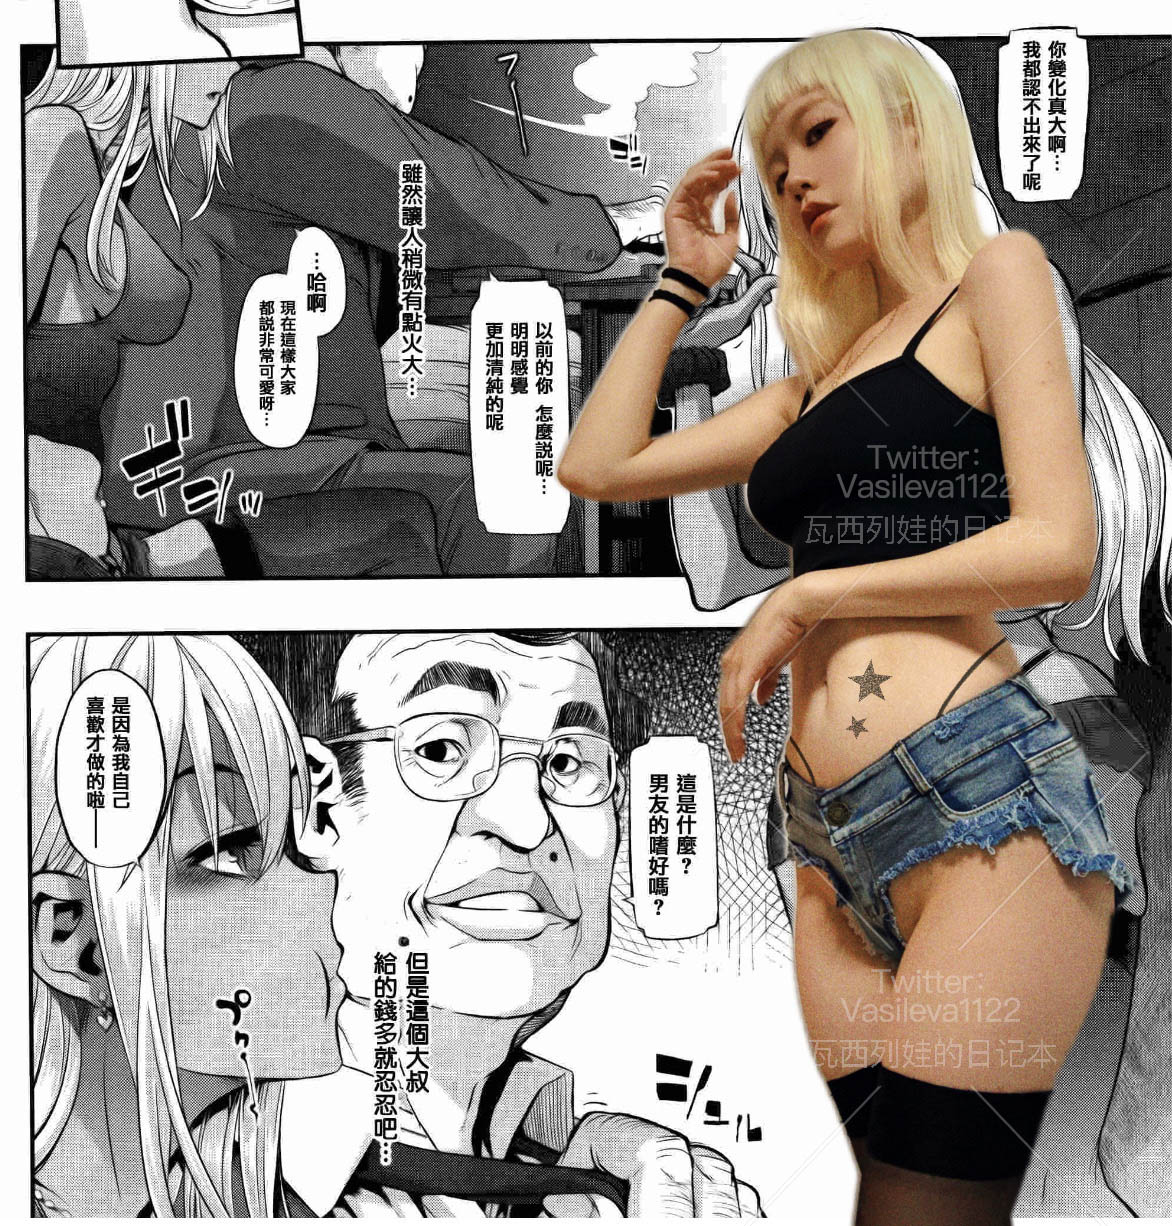 你變化真大啊…
我都認不出來了呢
雖然讓人稍微有點火大…
以前的你 怎麼說呢…
明明感覺
更加清純的呢
…哈啊
現在這樣大家
都說非常可愛呀…
ギシ
Twitter:
Vasileva1122
瓦西列娃的日记本
這是什麼？
男友的嗜好嗎？
是因為我自己
喜歡才做的啦——
但是這個大叔
給的錢多就忍忍吧…
プクー
シュル
Twitter:
Vasileva1122
瓦西列娃的日记本